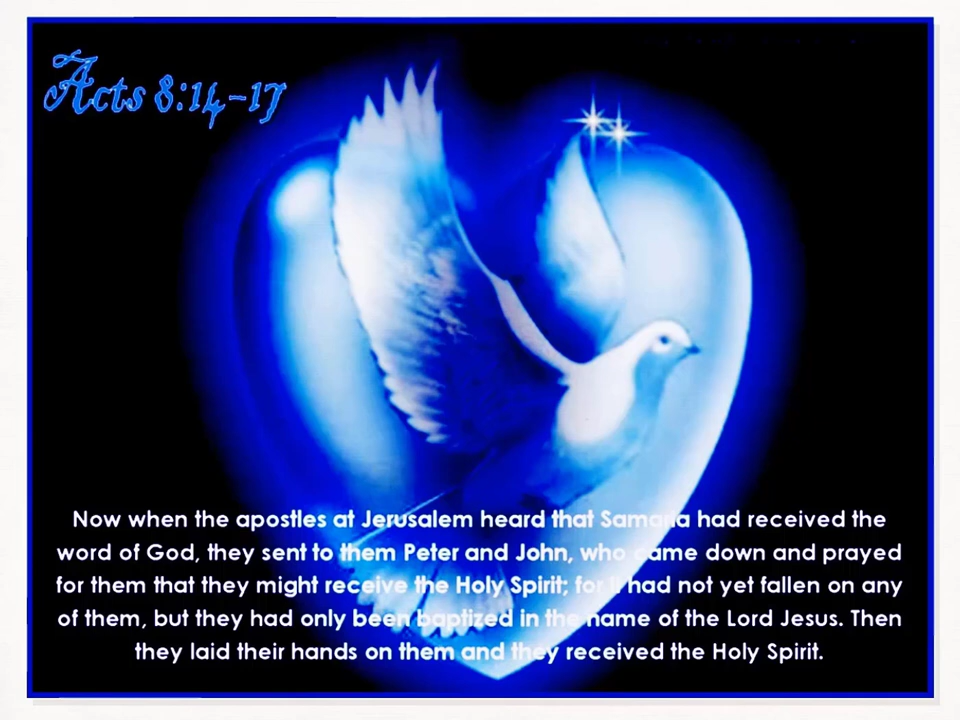 Acts 8:14-17
Now when the apostles at Jerusalem heard that Samaria had received the
word of God, they sent to them Peter and John, who came down and prayed
for them that they might receive the Holy Spirit; for it had not yet fallen on any
of them, but they had only been baptized in the name of the Lord Jesus. Then
they laid their hands on them and they received the Holy Spirit.